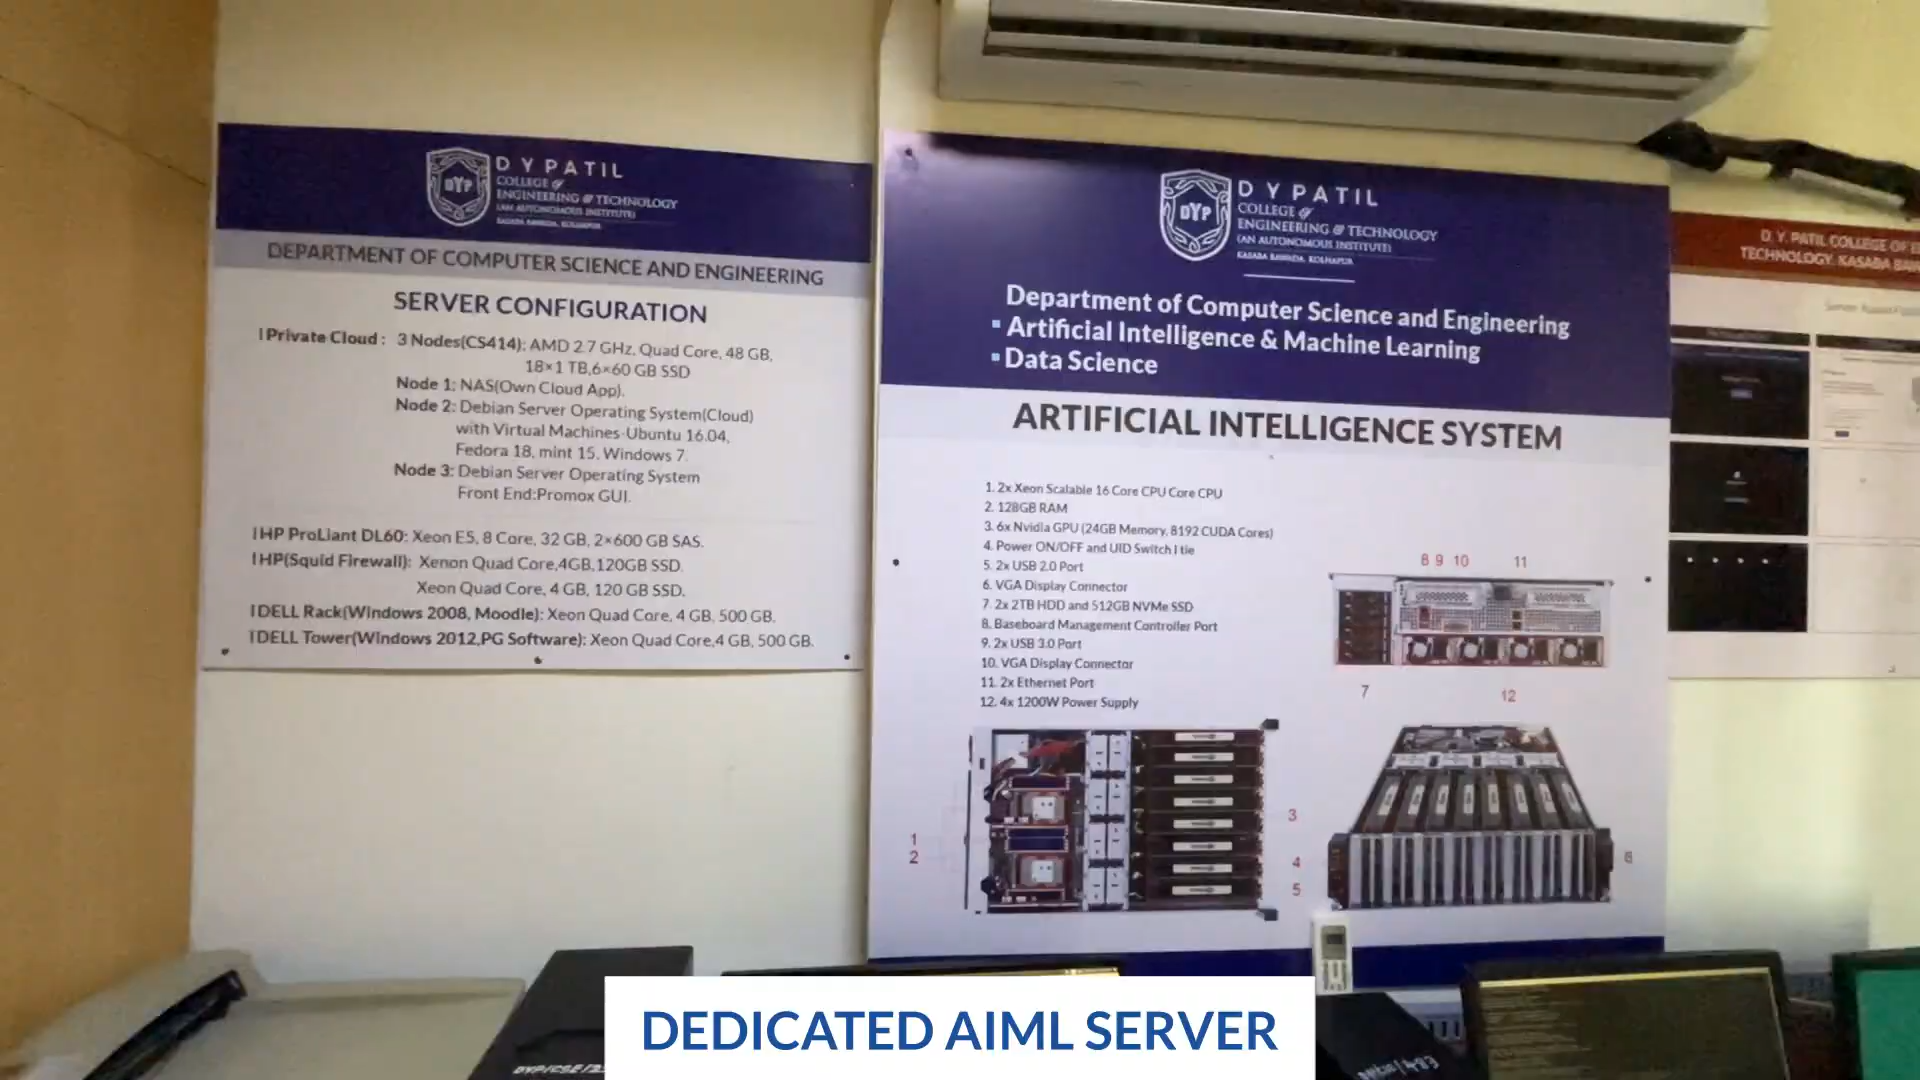 DYPATIL
COLLEGE of
ENGINEERING & TECHNOLOGY
(AN AUTONOMOUS INSTITUTE)
KASABA BAWADA, KOLHAPUR
DEPARTMENT OF COMPUTER SCIENCE AND ENGINEERING
SERVER CONFIGURATION
Private Cloud : 3 Nodes(CS414): AMD 2.7 GHz, Quad Core, 48 GB,
18×1 TB,6×60 GB SSD
Node 1: NAS(Own Cloud App).
Node 2: Debian Server Operating System(Cloud)
with Virtual Machines-Ubuntu 16.04,
Fedora 18, mint 15, Windows 7.
Node 3: Debian Server Operating System
Front End:Promox GUI.
HP ProLiant DL60: Xeon E5, 8 Core, 32 GB, 2×600 GB SAS.
HP(Squid Firewall): Xenon Quad Core,4GB,120GB SSD.
Xeon Quad Core, 4 GB, 120 GB SSD.
DELL Rack(Windows 2008, Moodle): Xeon Quad Core, 4 GB, 500 GB.
DELL Tower(Windows 2012,PG Software): Xeon Quad Core,4 GB, 500 GB.
DYP
D Y PATIL
COLLEGE of
ENGINEERING & TECHNOLOGY
(AN AUTONOMOUS INSTITUTE)
KASABA BAWADA, KOLHAPUR
Department of Computer Science and Engineering
▪ Artificial Intelligence & Machine Learning
▪ Data Science
ARTIFICIAL INTELLIGENCE SYSTEM
1. 2x Xeon Scalable 16 Core CPU Core CPU
2. 128GB RAM
3. 6x Nvidia GPU (24GB Memory, 8192 CUDA Cores)
4. Power ON/OFF and UID Switch l tie
5. 2x USB 2.0 Port
6. VGA Display Connector
7. 2x 2TB HDD and 512GB NVMe SSD
8. Baseboard Management Controller Port
9. 2x USB 3.0 Port
10. VGA Display Connector
11. 2x Ethernet Port
12. 4x 1200W Power Supply
8 9 10 11
7 12
1
2
3
4
5
6
D. Y. PATIL COLLEGE OF
TECHNOLOGY, KASABA
DEDICATED AIML SERVER